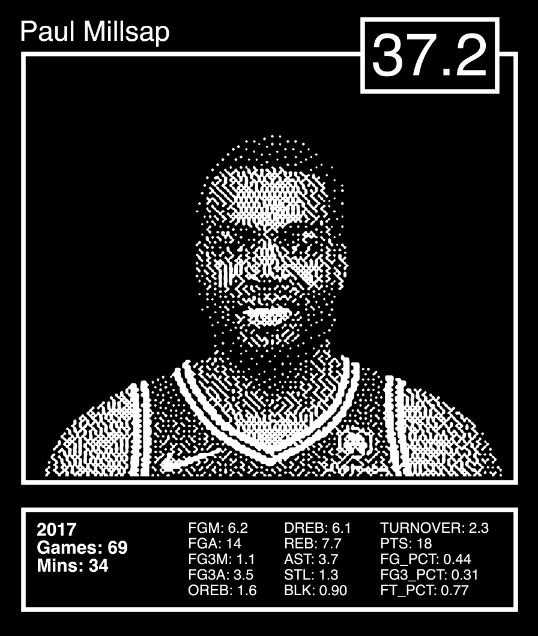 Paul Millsap
37.2
2017
Games: 69
Mins: 34
FGM: 6.2
FGA: 14
FG3M: 1.1
FG3A: 3.5
OREB: 1.6
DREB: 6.1
REB: 7.7
AST: 3.7
STL: 1.3
BLK: 0.90
TURNOVER: 2.3
PTS: 18
FG_PCT: 0.44
FG3_PCT: 0.31
FT_PCT: 0.77